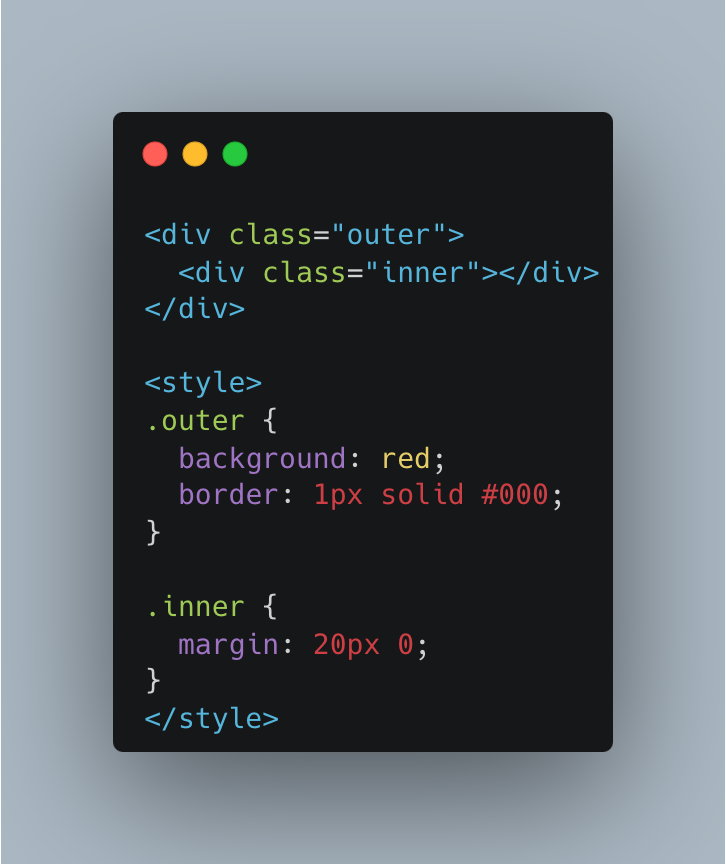 <div class="outer">
  <div class="inner"></div>
</div>

<style>
.outer {
  background: red;
  border: 1px solid #000;
}

.inner {
  margin: 20px 0;
}
</style>